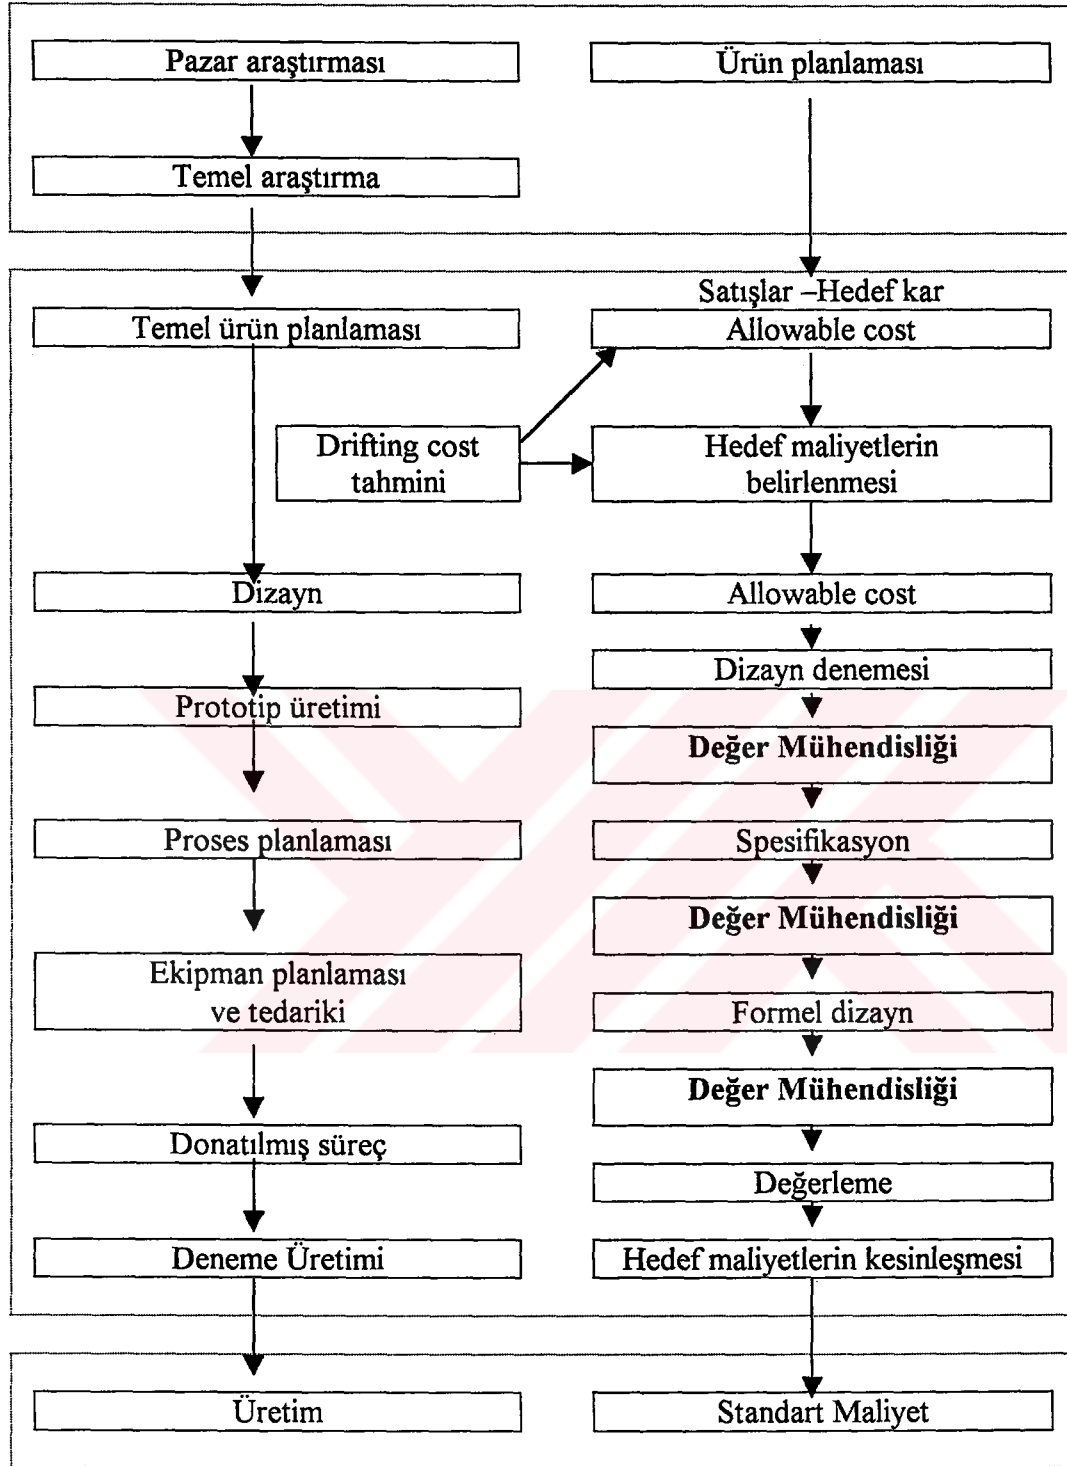 Pazar araştırması
Ürün planlaması
Temel araştırma
Satışlar –Hedef kar
Temel ürün planlaması
Allowable cost
Drifting cost
tahmini
Hedef maliyetlerin
belirlenmesi
Dizayn
Allowable cost
Dizayn denemesi
Prototip üretimi
Değer Mühendisliği
Proses planlaması
Spesifikasyon
Değer Mühendisliği
Ekipman planlaması
ve tedariki
Formel dizayn
Değer Mühendisliği
Donatılmış süreç
Değerleme
Deneme Üretimi
Hedef maliyetlerin kesinleşmesi
Üretim
Standart Maliyet